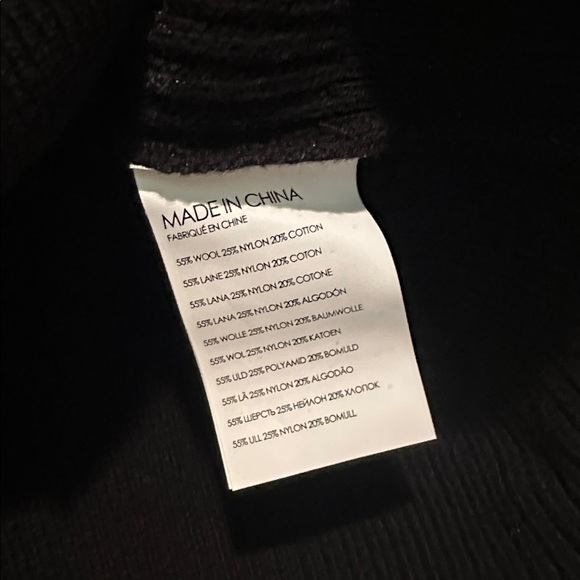 MADE IN CHINA
FABRIQUÉ EN CHINE
55% WOOL 25% NYLON 20% COTTON
55% LAINE 25% NYLON 20% COTON
55% LANA 25% NYLON 20% COTONE
55% LANA 25% NYLON 20% ALGODÓN
55% WOLLE 25% NYLON 20% BAUMWOLLE
55% WOL 25% NYLON 20% KATOEN
55% ULD 25% POLYAMID 20% BOMULD
55% LÃ 25% NYLON 20% ALGODÃO
55% ШЕРСТЬ 25% НЕЙЛОН 20% ХЛОПОК
55% ULL 25% NYLON 20% BOMULL